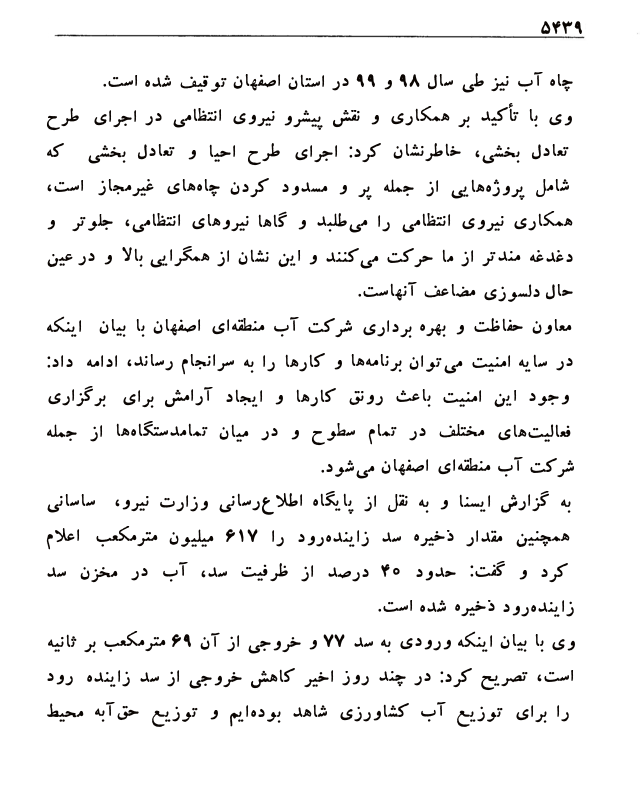 ۵۴۳۹
چاه آب نیز طی سال ۹۸ و ۹۹ در استان اصفهان توقیف شده است.
وی با تأکید بر همکاری و نقش پیشرو نیروی انتظامی در اجرای طرح
تعادل بخشی، خاطرنشان کرد: اجرای طرح احیا و تعادل بخشی که
شامل پروژه‌هایی از جمله پر و مسدود کردن چاه‌های غیرمجاز است،
همکاری نیروی انتظامی را می‌طلبد و گاها نیروهای انتظامی، جلوتر و
دغدغه مندتر از ما حرکت می‌کنند و این نشان از همگرایی بالا و در عین
حال دلسوزی مضاعف آنهاست.
معاون حفاظت و بهره برداری شرکت آب منطقه‌ای اصفهان با بیان اینکه
در سایه امنیت می‌توان برنامه‌ها و کارها را به سرانجام رساند، ادامه داد:
وجود این امنیت باعث رونق کارها و ایجاد آرامش برای برگزاری
فعالیت‌های مختلف در تمام سطوح و در میان تمامدستگاه‌ها از جمله
شرکت آب منطقه‌ای اصفهان می‌شود.
به گزارش ایسنا و به نقل از پایگاه اطلاع‌رسانی وزارت نیرو، ساسانی
همچنین مقدار ذخیره سد زاینده‌رود را ۶۱۷ میلیون مترمکعب اعلام
کرد و گفت: حدود ۴۰ درصد از ظرفیت سد، آب در مخزن سد
زاینده‌رود ذخیره شده است.
وی با بیان اینکه ورودی به سد ۷۷ و خروجی از آن ۶۹ مترمکعب بر ثانیه
است، تصریح کرد: در چند روز اخیر کاهش خروجی از سد زاینده رود
را برای توزیع آب کشاورزی شاهد بوده‌ایم و توزیع حق‌آبه محیط